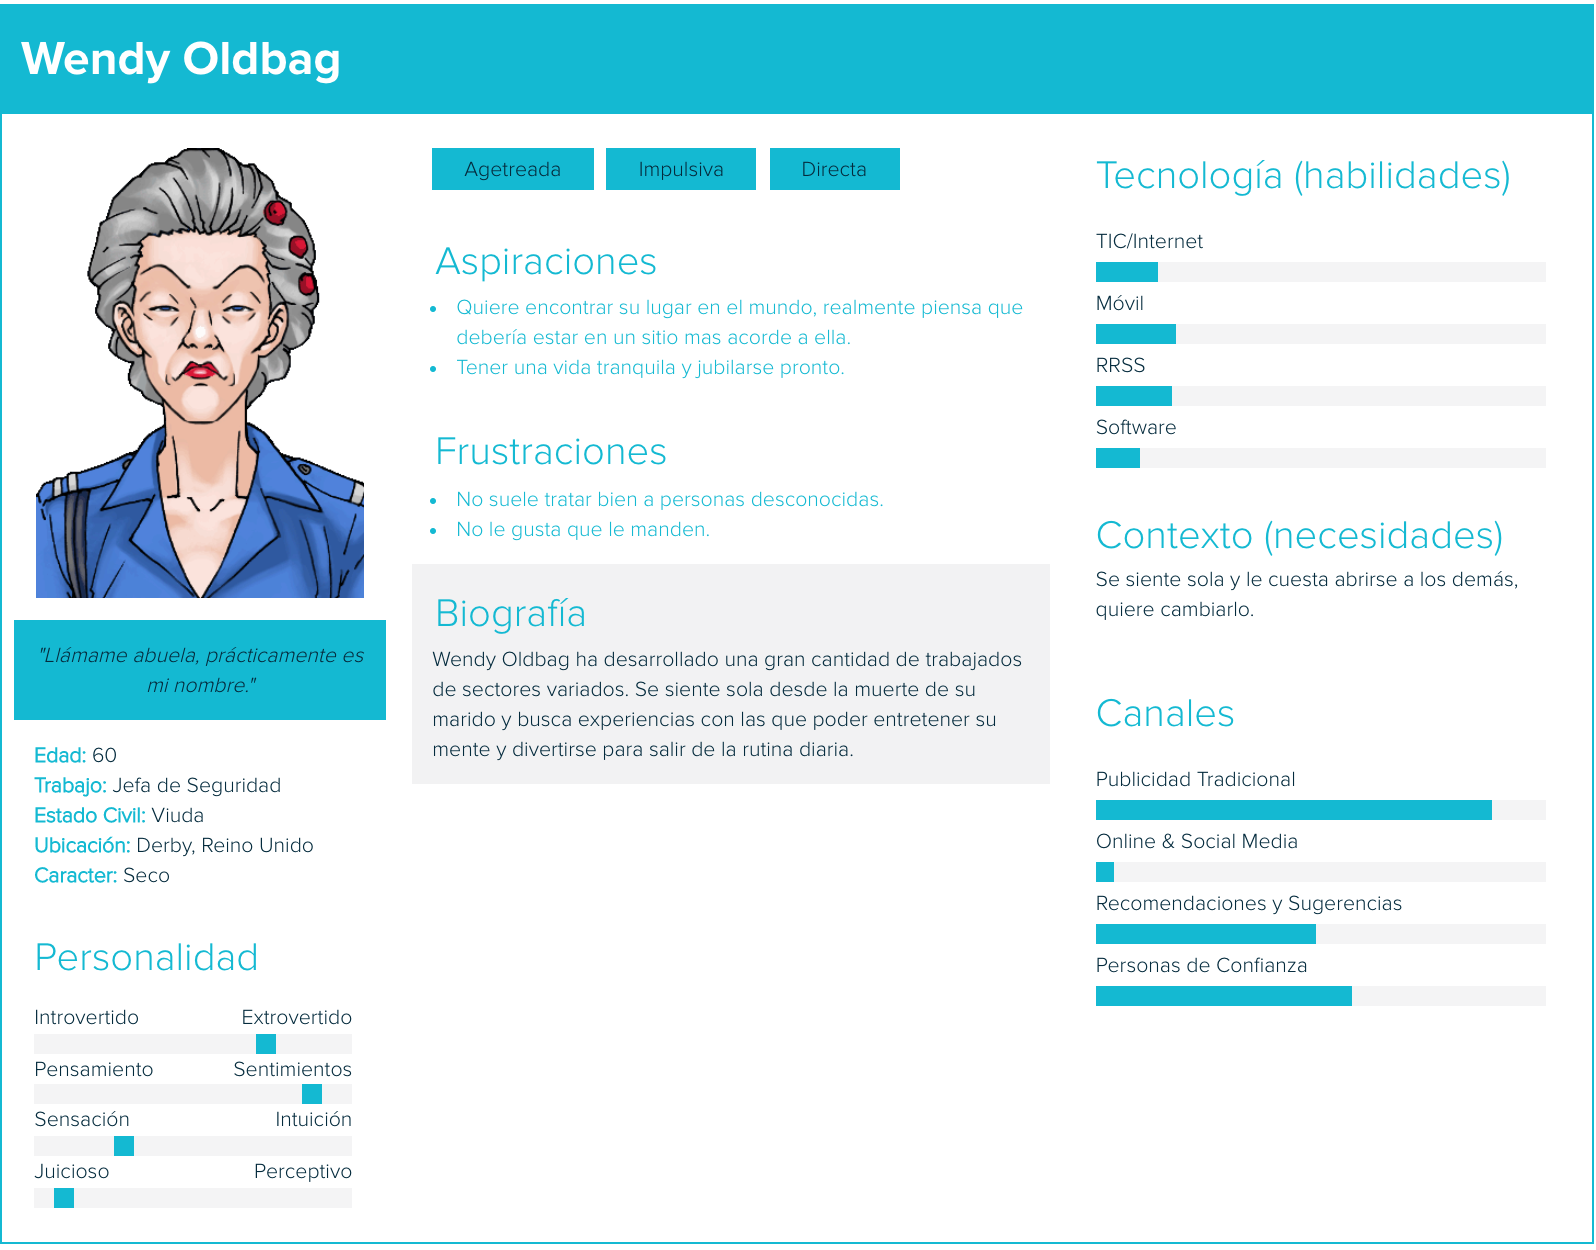 Wendy Oldbag
"Llámame abuela, prácticamente es
mi nombre."
Edad: 60
Trabajo: Jefa de Seguridad
Estado Civil: Viuda
Ubicación: Derby, Reino Unido
Caracter: Seco
Personalidad
Introvertido Extrovertido
Pensamiento Sentimientos
Sensación Intuición
Juicioso Perceptivo
Agetreada Impulsiva Directa
Aspiraciones
• Quiere encontrar su lugar en el mundo, realmente piensa que
debería estar en un sitio mas acorde a ella.
• Tener una vida tranquila y jubilarse pronto.
Frustraciones
• No suele tratar bien a personas desconocidas.
• No le gusta que le manden.
Biografía
Wendy Oldbag ha desarrollado una gran cantidad de trabajados
de sectores variados. Se siente sola desde la muerte de su
marido y busca experiencias con las que poder entretener su
mente y divertirse para salir de la rutina diaria.
Tecnología (habilidades)
TIC/Internet
Móvil
RRSS
Software
Contexto (necesidades)
Se siente sola y le cuesta abrirse a los demás,
quiere cambiarlo.
Canales
Publicidad Tradicional
Online & Social Media
Recomendaciones y Sugerencias
Personas de Confianza